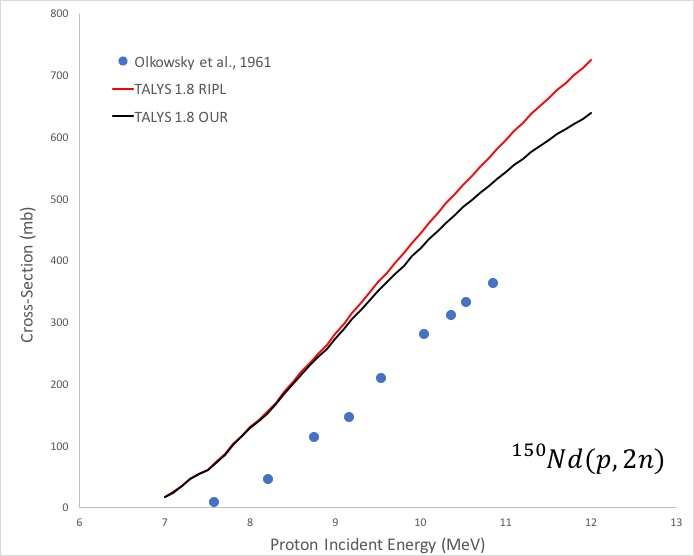 800
700
600
500
400
300
200
100
0
Cross-Section (mb)
Olkowsky et al., 1961
TALYS 1.8 RIPL
TALYS 1.8 OUR
150Nd(p, 2n)
6 7 8 9 10 11 12 13
Proton Incident Energy (MeV)